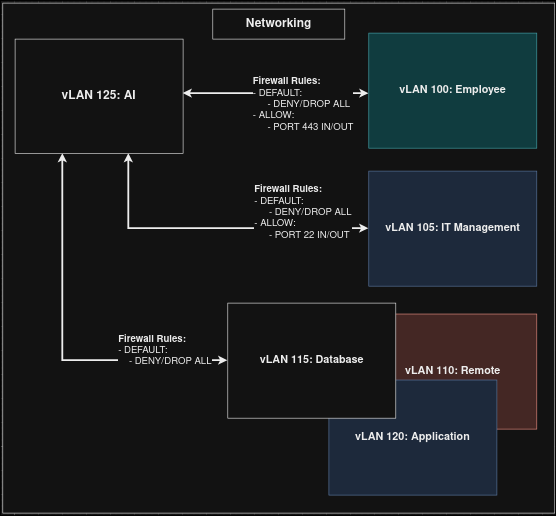 Networking
vLAN 125: AI
Firewall Rules:
- DEFAULT:
- DENY/DROP ALL
- ALLOW:
- PORT 443 IN/OUT
vLAN 100: Employee
Firewall Rules:
- DEFAULT:
- DENY/DROP ALL
- ALLOW:
- PORT 22 IN/OUT
vLAN 105: IT Management
Firewall Rules:
- DEFAULT:
- DENY/DROP ALL
vLAN 115: Database
vLAN 110: Remote
vLAN 120: Application